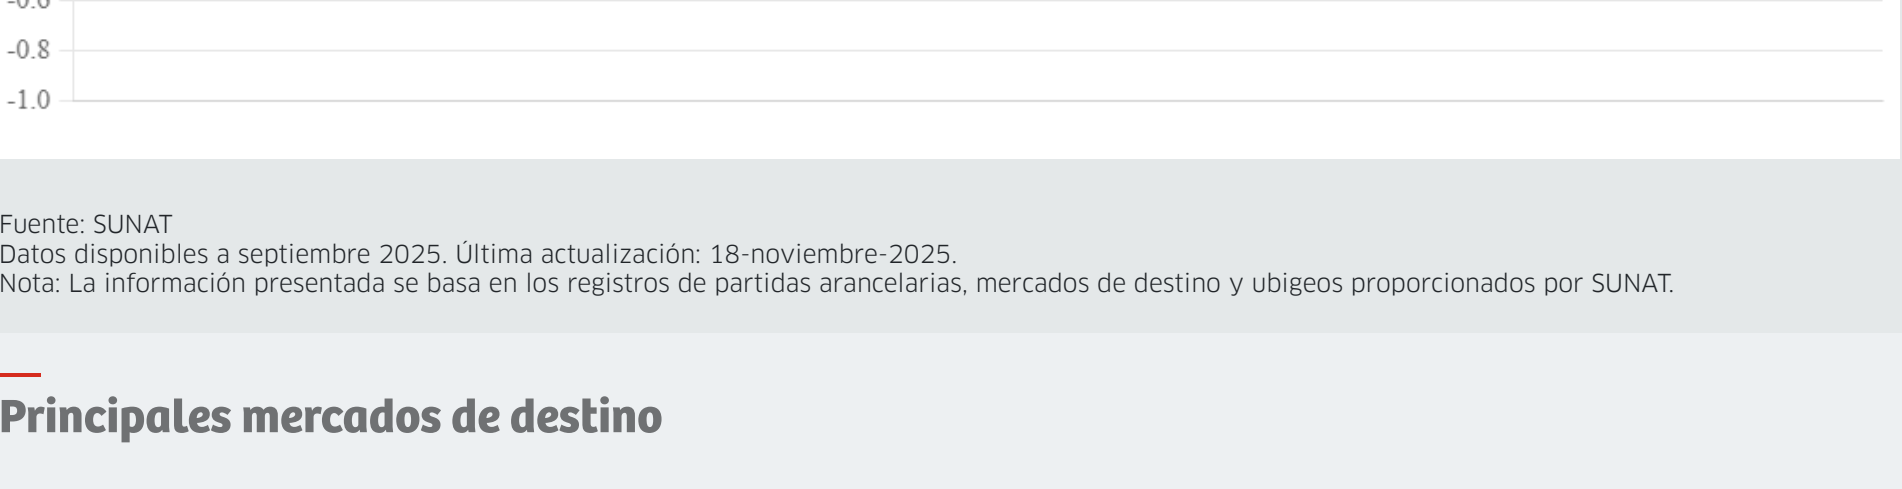 -0.6
-0.8
-1.0
Fuente: SUNAT
Datos disponibles a septiembre 2025. Última actualización: 18-noviembre-2025.
Nota: La información presentada se basa en los registros de partidas arancelarias, mercados de destino y ubigeos proporcionados por SUNAT.
Principales mercados de destino